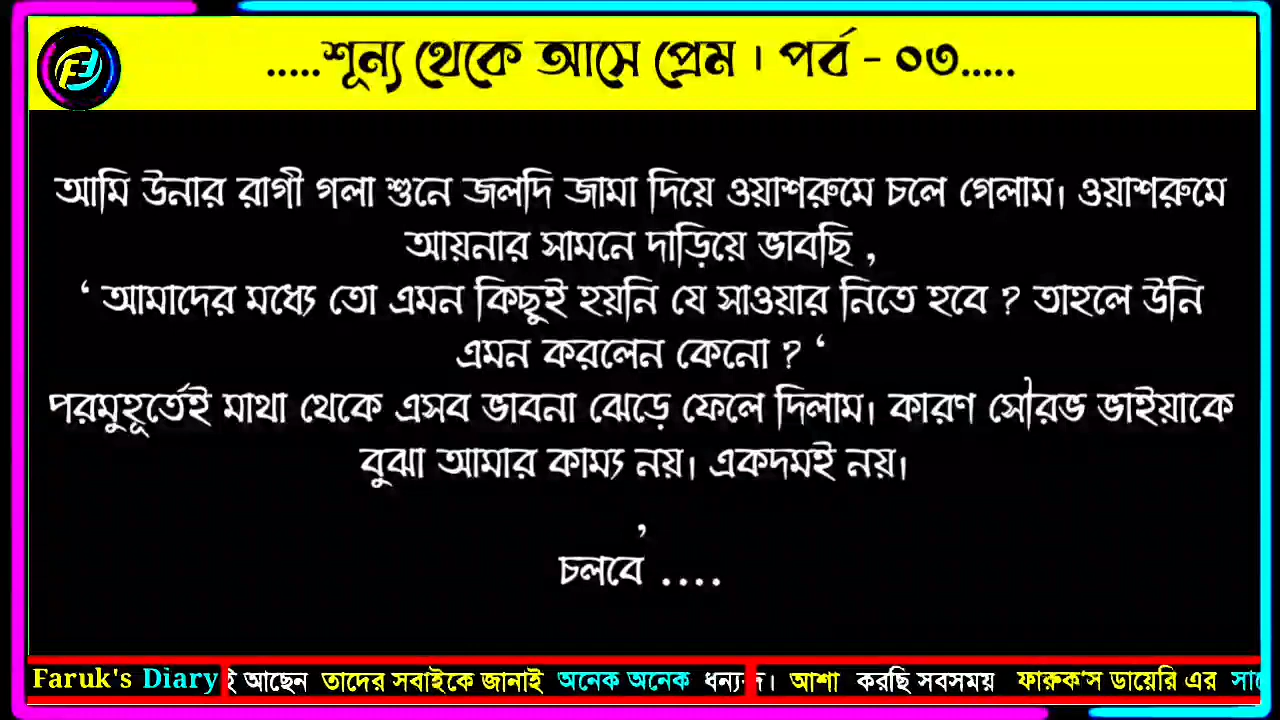 .....শূন্য থেকে আসে প্রেম । পর্ব - ০৩.....
আমি উনার রাগী গলা শুনে জলদি জামা দিয়ে ওয়াশরুমে চলে গেলাম। ওয়াশরুমে
আয়নার সামনে দাড়িয়ে ভাবছি ,
‘ আমাদের মধ্যে তো এমন কিছুই হয়নি যে সাওয়ার নিতে হবে ? তাহলে উনি
এমন করলেন কেনো ? ‘
পরমুহূর্তেই মাথা থেকে এসব ভাবনা ঝেড়ে ফেলে দিলাম। কারণ সৌরভ ভাইয়াকে
বুঝা আমার কাম্য নয়। একদমই নয়।
,
চলবে ....
Faruk's Diary ই আছেন তাদের সবাইকে জানাই অনেক অনেক ধন্য । আশা করছি সবসময় ফারুক’স ডায়েরি এর